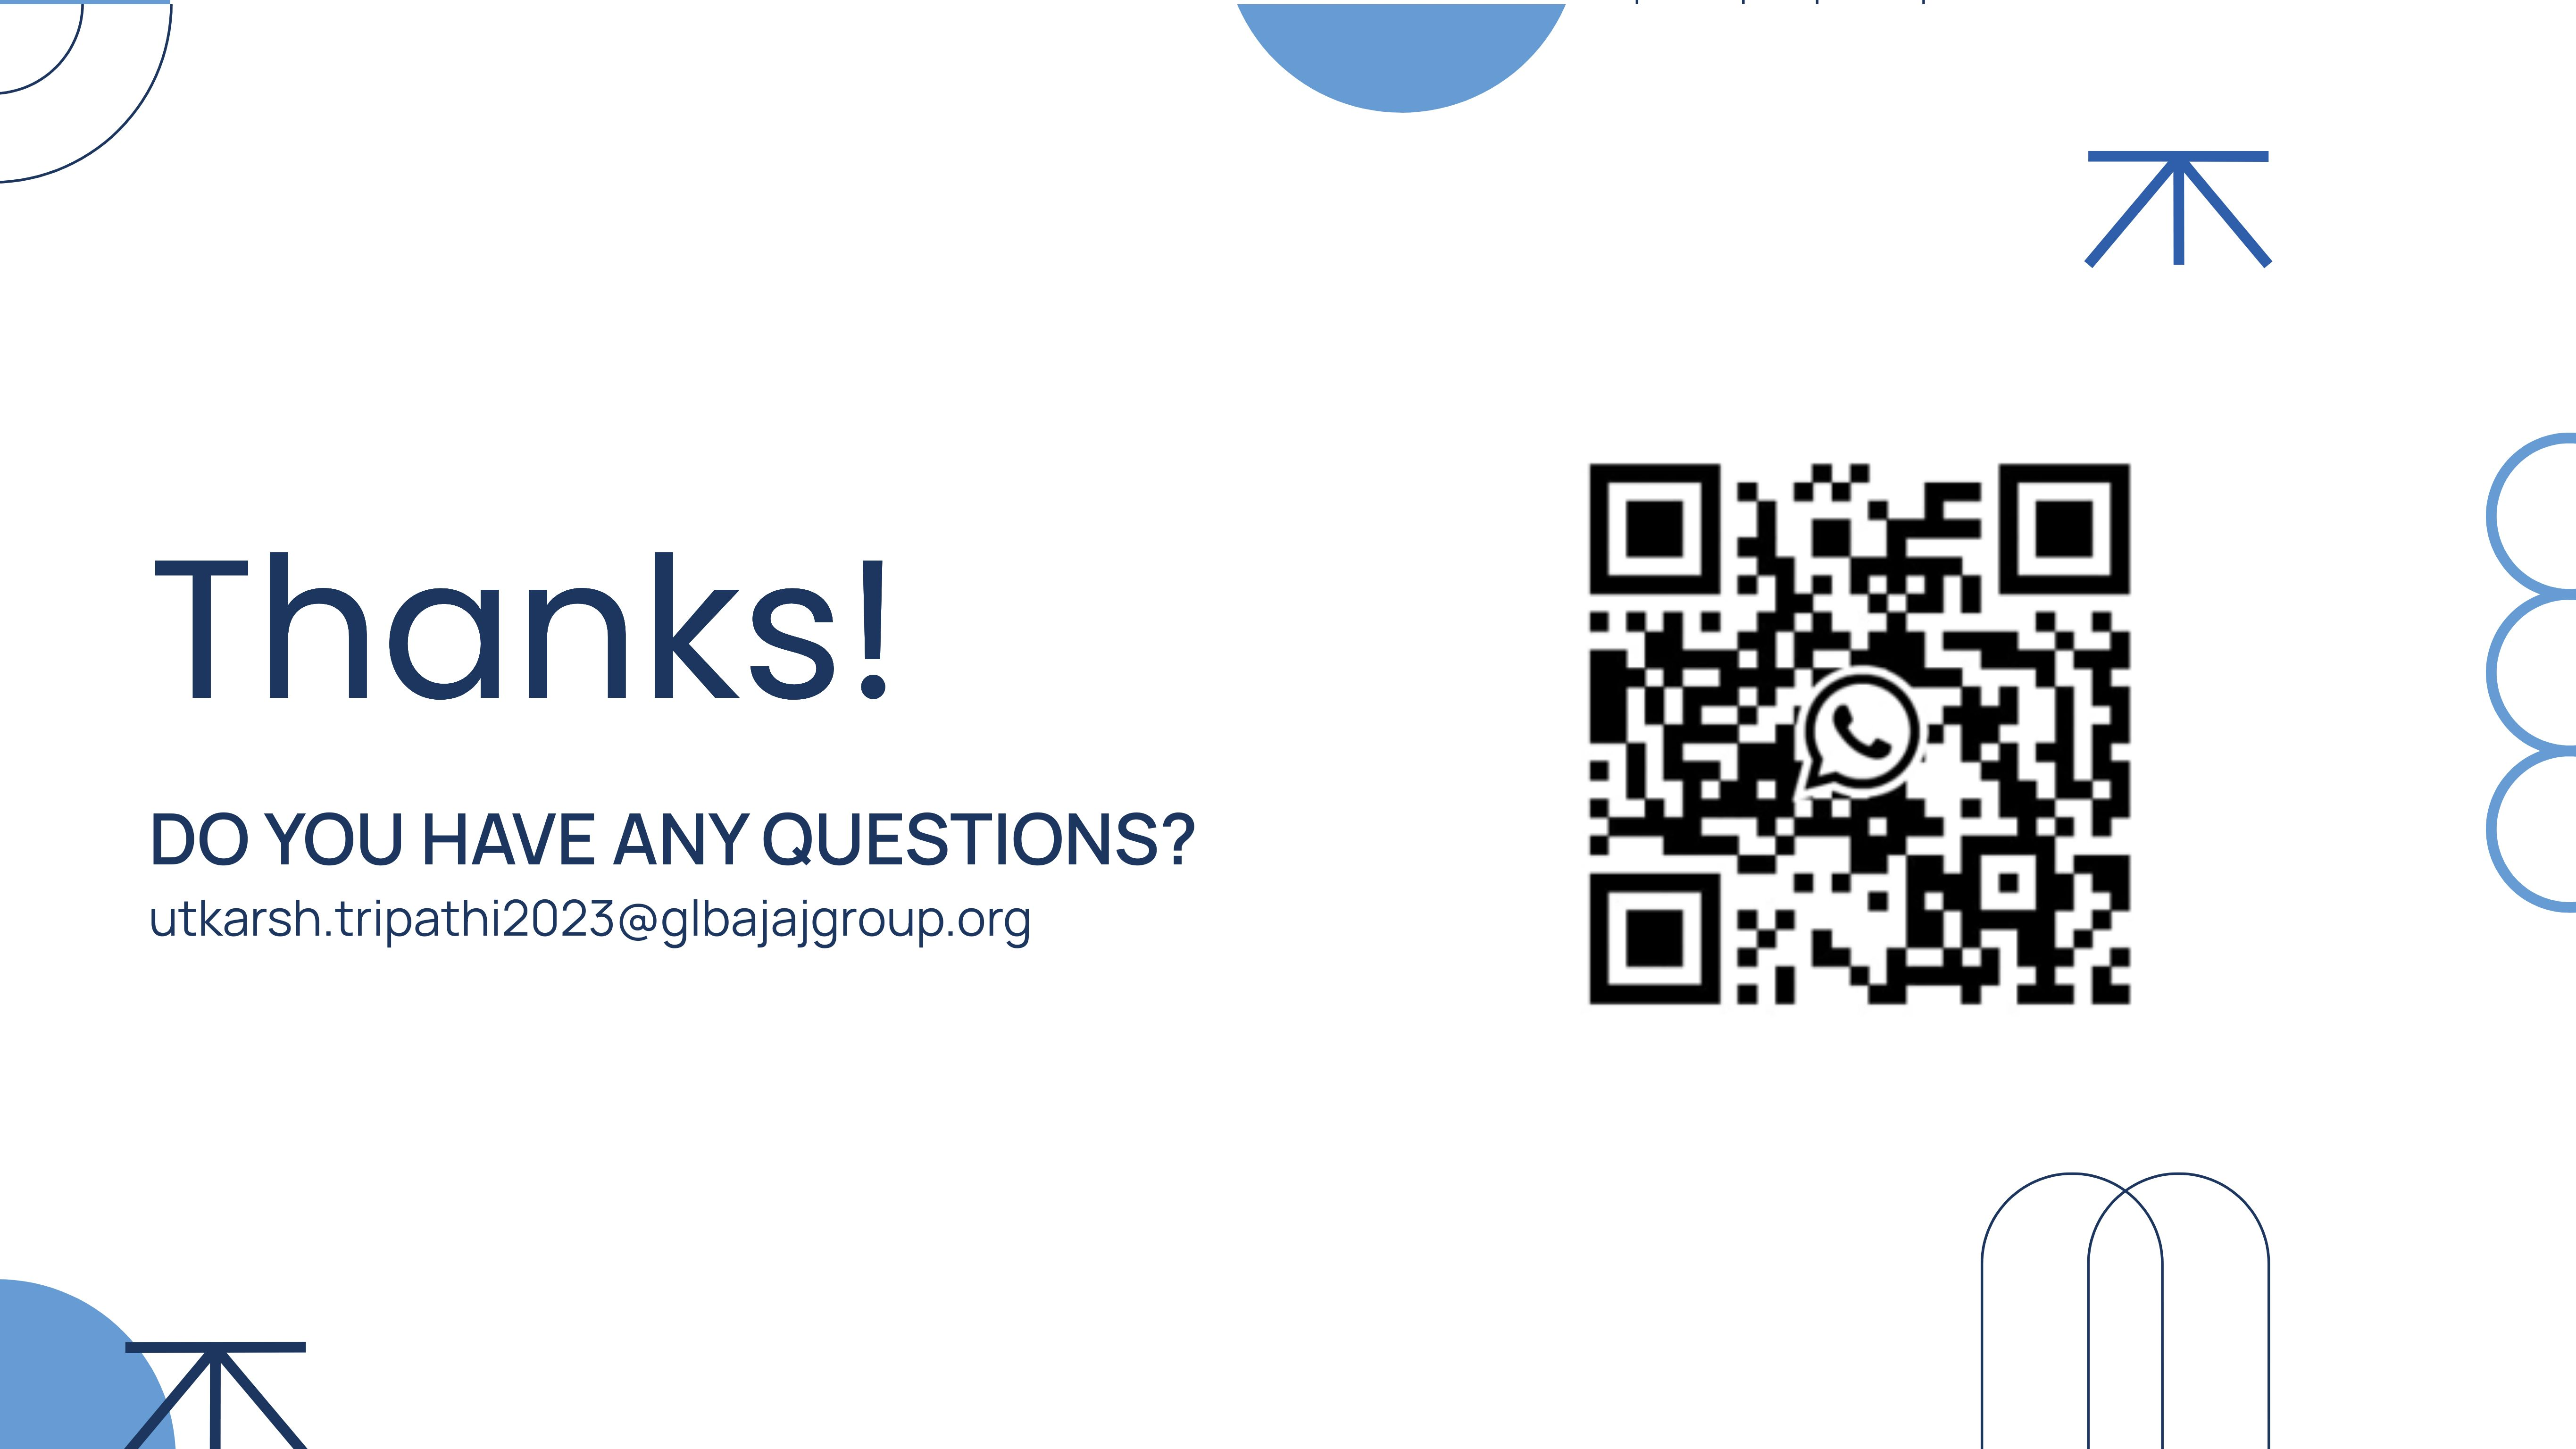 Thanks!
DO YOU HAVE ANY QUESTIONS?
utkarsh.tripathi2023@glbajajgroup.org